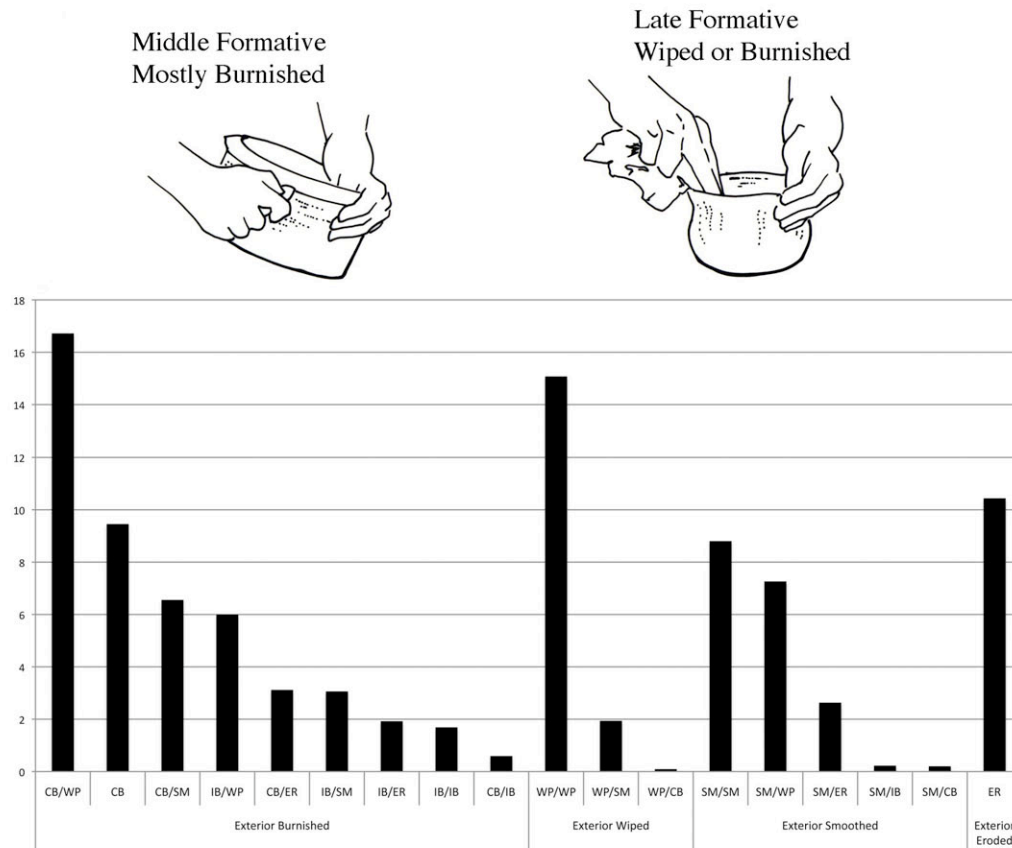 Middle Formative
Mostly Burnished
Late Formative
Wiped or Burnished
18
16
14
12
10
8
6
4
2
0
CB/WP CB CB/SM IB/WP CB/ER IB/SM IB/ER IB/IB CB/IB WP/WP WP/SM WP/CB SM/SM SM/WP SM/ER SM/IB SM/CB ER
Exterior Burnished Exterior Wiped Exterior Smoothed Exterior
Eroded